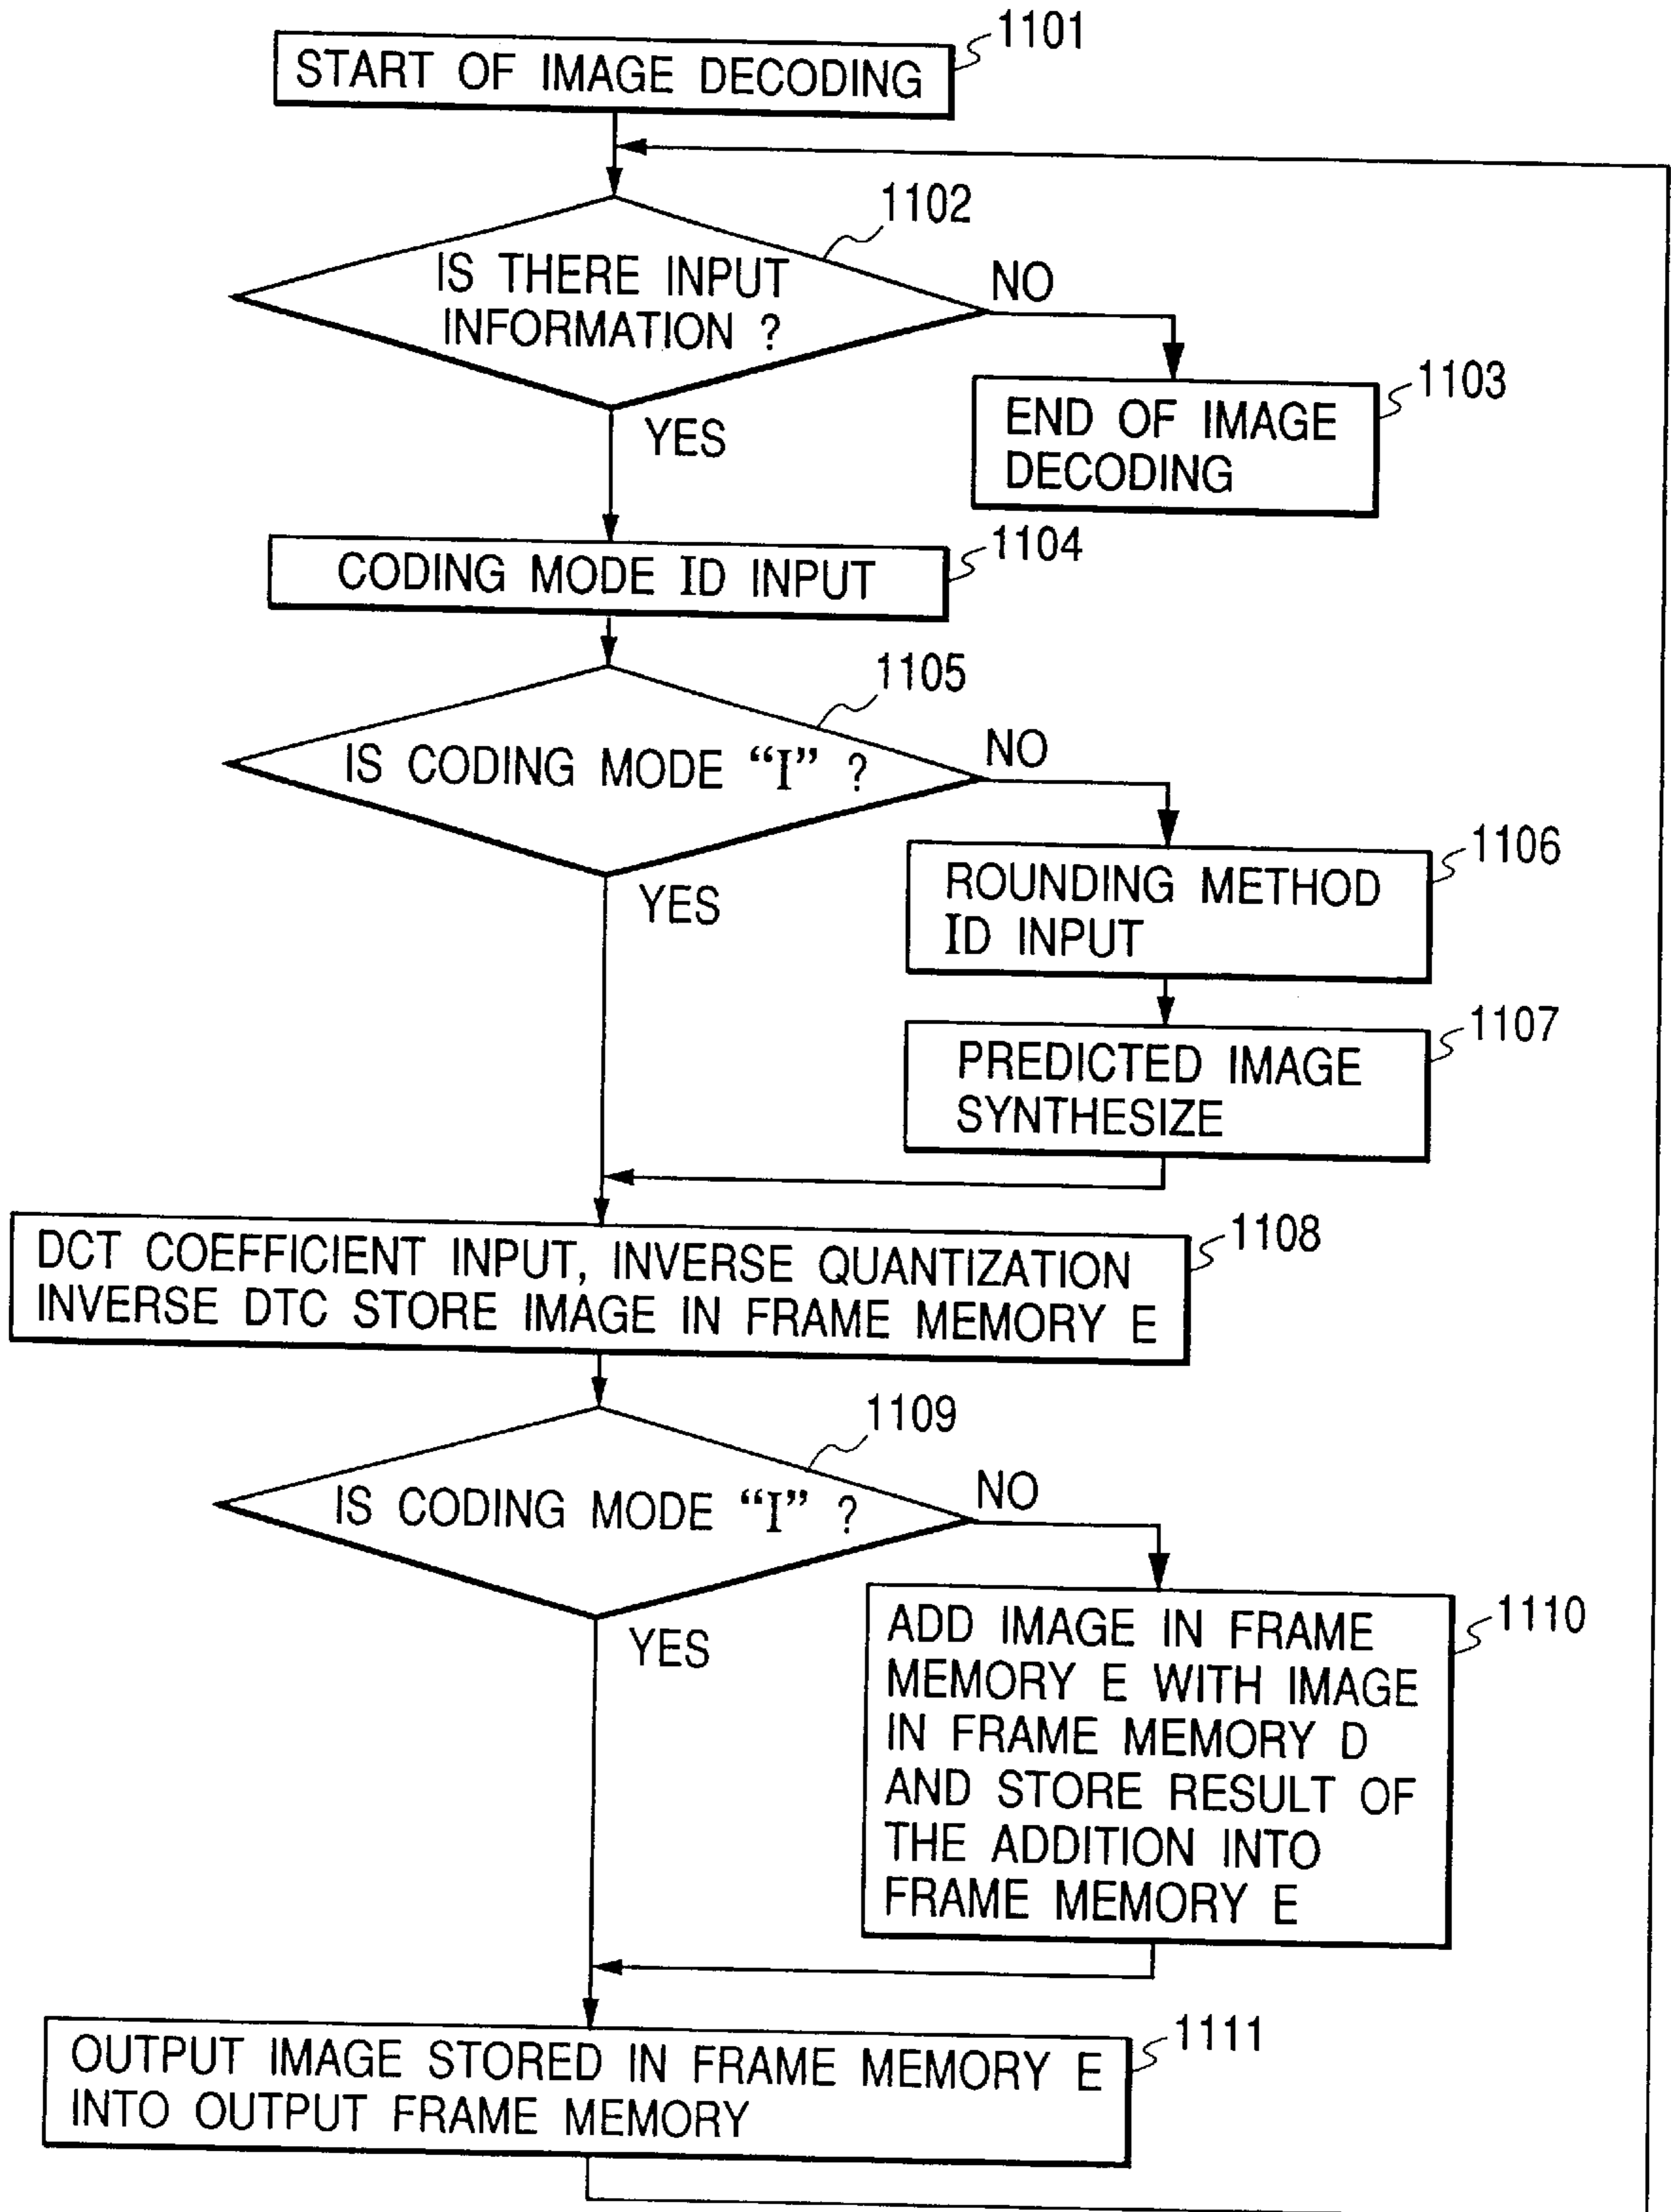 1101
START OF IMAGE DECODING
1102
IS THERE INPUT
INFORMATION ?
NO
YES
1103
END OF IMAGE
DECODING
1104
CODING MODE ID INPUT
1105
IS CODING MODE “I” ?
NO
YES
1106
ROUNDING METHOD
ID INPUT
1107
PREDICTED IMAGE
SYNTHESIZE
1108
DCT COEFFICIENT INPUT, INVERSE QUANTIZATION
INVERSE DTC STORE IMAGE IN FRAME MEMORY E
1109
IS CODING MODE “I” ?
NO
YES
1110
ADD IMAGE IN FRAME
MEMORY E WITH IMAGE
IN FRAME MEMORY D
AND STORE RESULT OF
THE ADDITION INTO
FRAME MEMORY E
1111
OUTPUT IMAGE STORED IN FRAME MEMORY E
INTO OUTPUT FRAME MEMORY